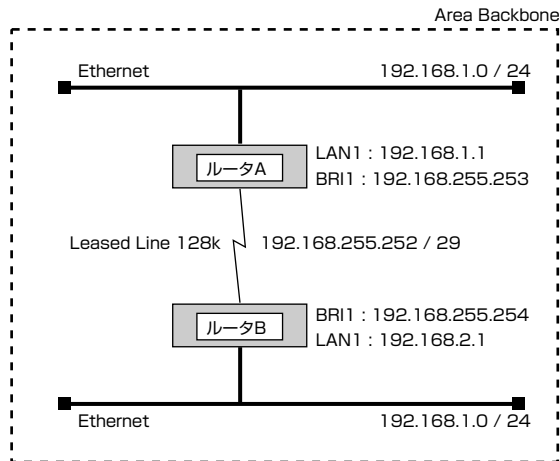 Area Backbone
Ethernet
192.168.1.0 / 24
ルータA
LAN1 : 192.168.1.1
BRI1 : 192.168.255.253
Leased Line 128k
192.168.255.252 / 29
ルータB
BRI1 : 192.168.255.254
LAN1 : 192.168.2.1
Ethernet
192.168.1.0 / 24